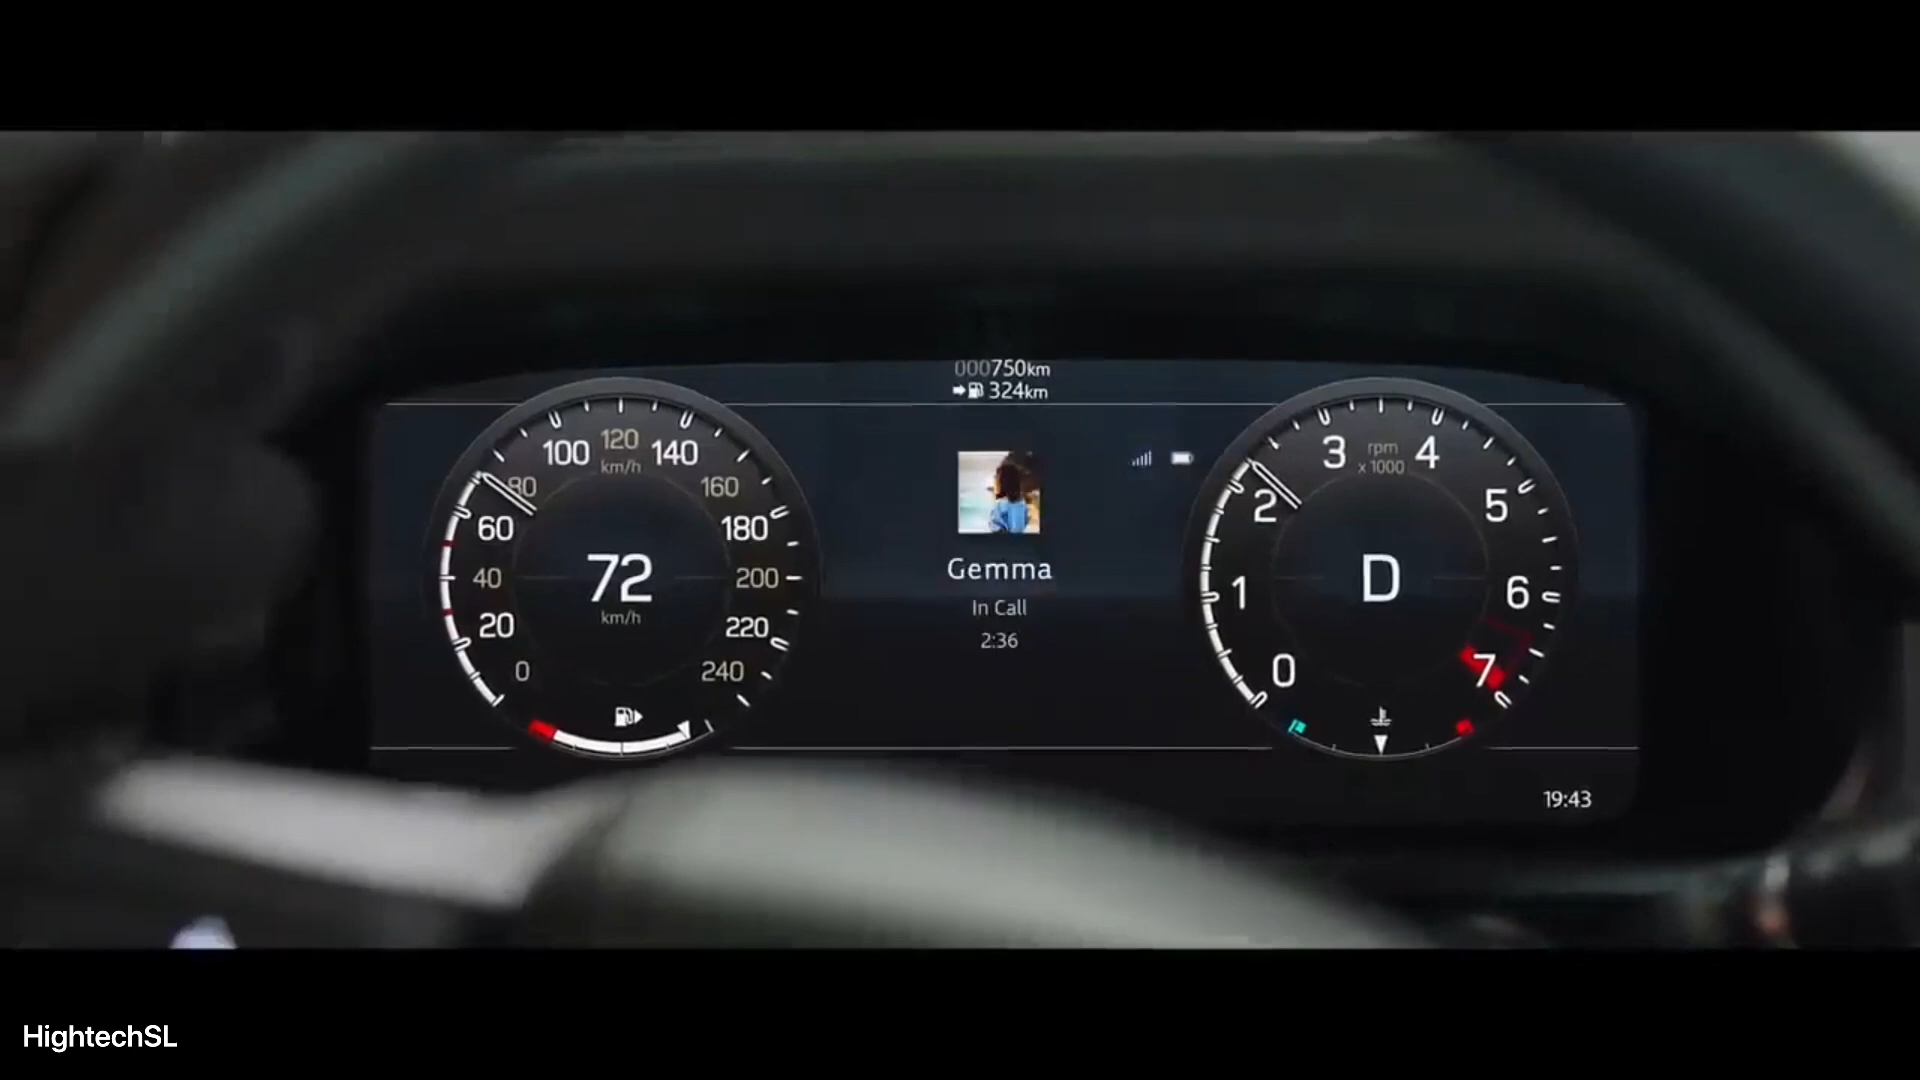 000750km
324km
100 120 140
km/h
80 160
60 180
40 200
20 220
0 240
72
km/h
Gemma
In Call
2:36
3 rpm 4
x 1000
2 5
1 6
0 7
D
19:43
HightechSL